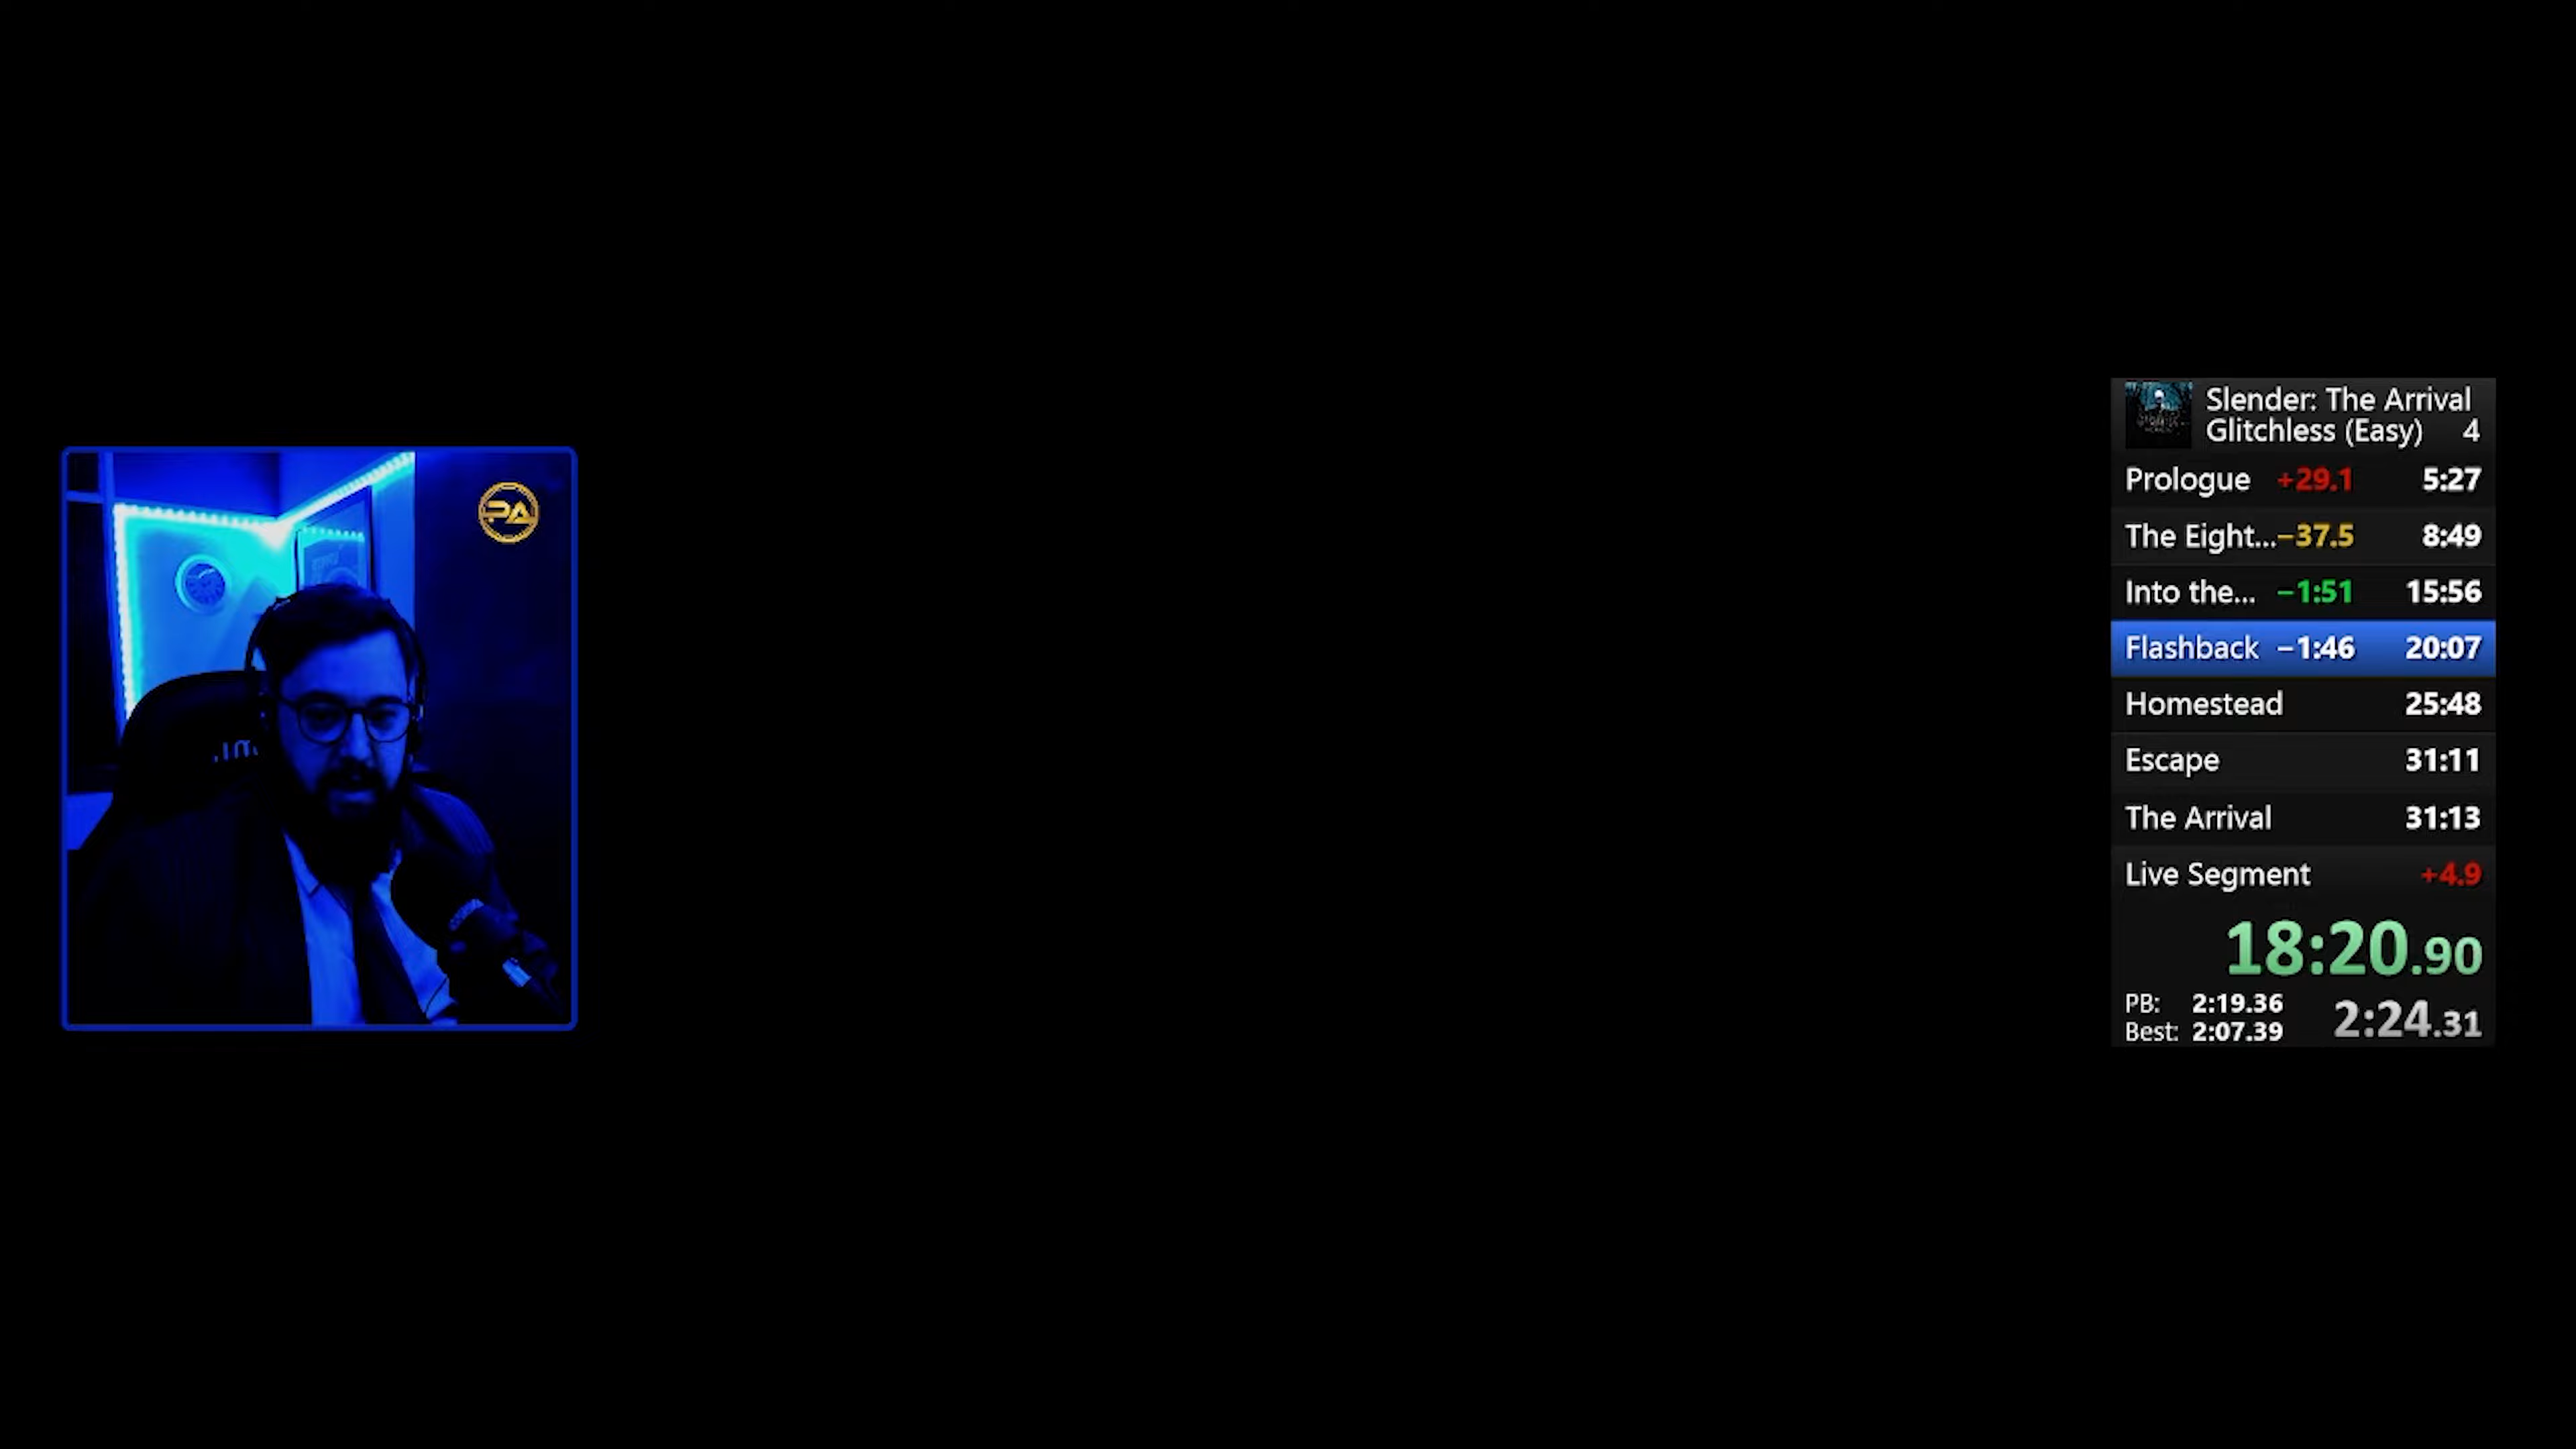 PA
Slender: The Arrival
Glitchless (Easy) 4
Prologue +29.1 5:27
The Eight... −37.5 8:49
Into the... −1:51 15:56
Flashback −1:46 20:07
Homestead 25:48
Escape 31:11
The Arrival 31:13
Live Segment +4.9
18:20.90
PB: 2:19.36
Best: 2:07.39
2:24.31